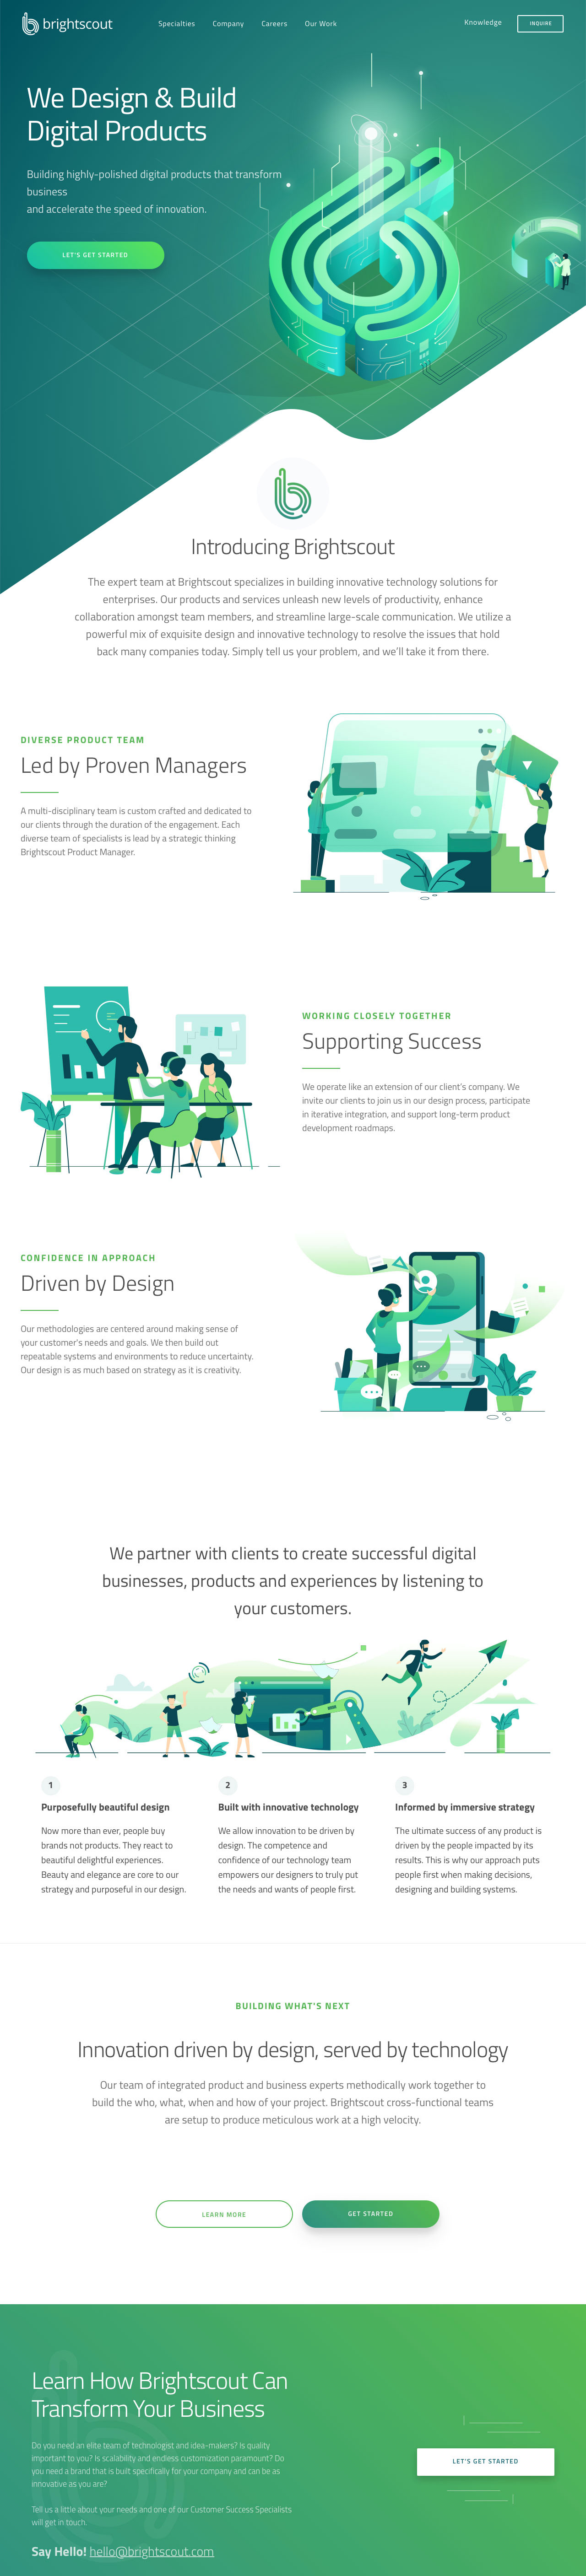 brightscout
Specialties
Company
Careers
Our Work
Knowledge
INQUIRE
We Design & Build
Digital Products
Building highly-polished digital products that transform
business
and accelerate the speed of innovation.
LET'S GET STARTED
Introducing Brightscout
The expert team at Brightscout specializes in building innovative technology solutions for
enterprises. Our products and services unleash new levels of productivity, enhance
collaboration amongst team members, and streamline large-scale communication. We utilize a
powerful mix of exquisite design and innovative technology to resolve the issues that hold
back many companies today. Simply tell us your problem, and we'll take it from there.
DIVERSE PRODUCT TEAM
Led by Proven Managers
A multi-disciplinary team is custom crafted and dedicated to
our clients through the duration of the engagement. Each
diverse team of specialists is lead by a strategic thinking
Brightscout Product Manager.
WORKING CLOSELY TOGETHER
Supporting Success
We operate like an extension of our client's company. We
invite our clients to join us in our design process, participate
in iterative integration, and support long-term product
development roadmaps.
CONFIDENCE IN APPROACH
Driven by Design
Our methodologies are centered around making sense of
your customer's needs and goals. We then build out
repeatable systems and environments to reduce uncertainty.
Our design is as much based on strategy as it is creativity.
We partner with clients to create successful digital
businesses, products and experiences by listening to
your customers.
1
Purposefully beautiful design
Now more than ever, people buy
brands not products. They react to
beautiful delightful experiences.
Beauty and elegance are core to our
strategy and purposeful in our design.
2
Built with innovative technology
We allow innovation to be driven by
design. The competence and
confidence of our technology team
empowers our designers to truly put
the needs and wants of people first.
3
Informed by immersive strategy
The ultimate success of any product is
driven by the people impacted by its
results. This is why our approach puts
people first when making decisions,
designing and building systems.
BUILDING WHAT'S NEXT
Innovation driven by design, served by technology
Our team of integrated product and business experts methodically work together to
build the who, what, when and how of your project. Brightscout cross-functional teams
are setup to produce meticulous work at a high velocity.
LEARN MORE
GET STARTED
Learn How Brightscout Can
Transform Your Business
Do you need an elite team of technologist and idea-makers? Is quality
important to you? Is scalability and endless customization paramount? Do
you need a brand that is built specifically for your company and can be as
innovative as you are?
Tell us a little about your needs and one of our Customer Success Specialists
will get in touch.
Say Hello! hello@brightscout.com
LET'S GET STARTED